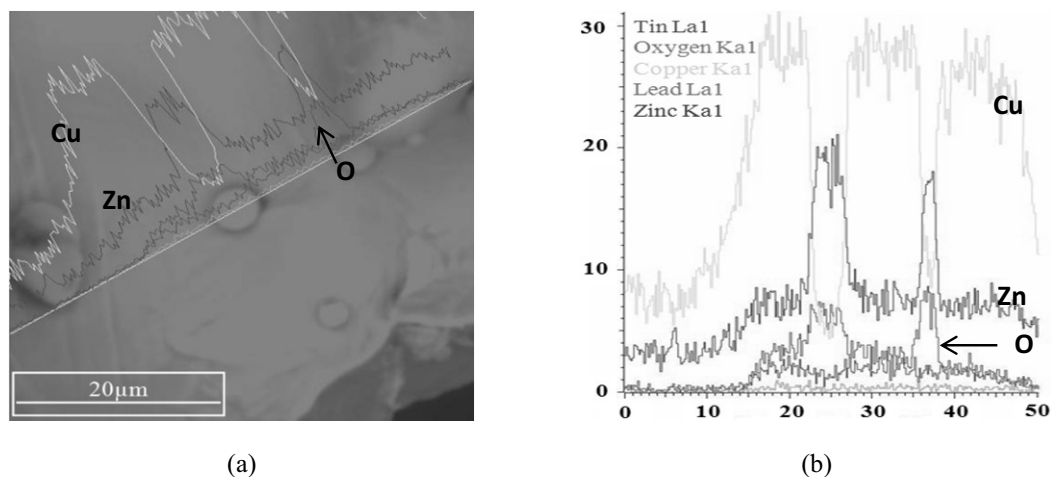 Cu
Zn
O
20µm
(a)
30
20
10
0
0 10 20 30 40 50
Tin La1
Oxygen Ka1
Copper Ka1
Lead La1
Zinc Ka1
Cu
Zn
O
(b)